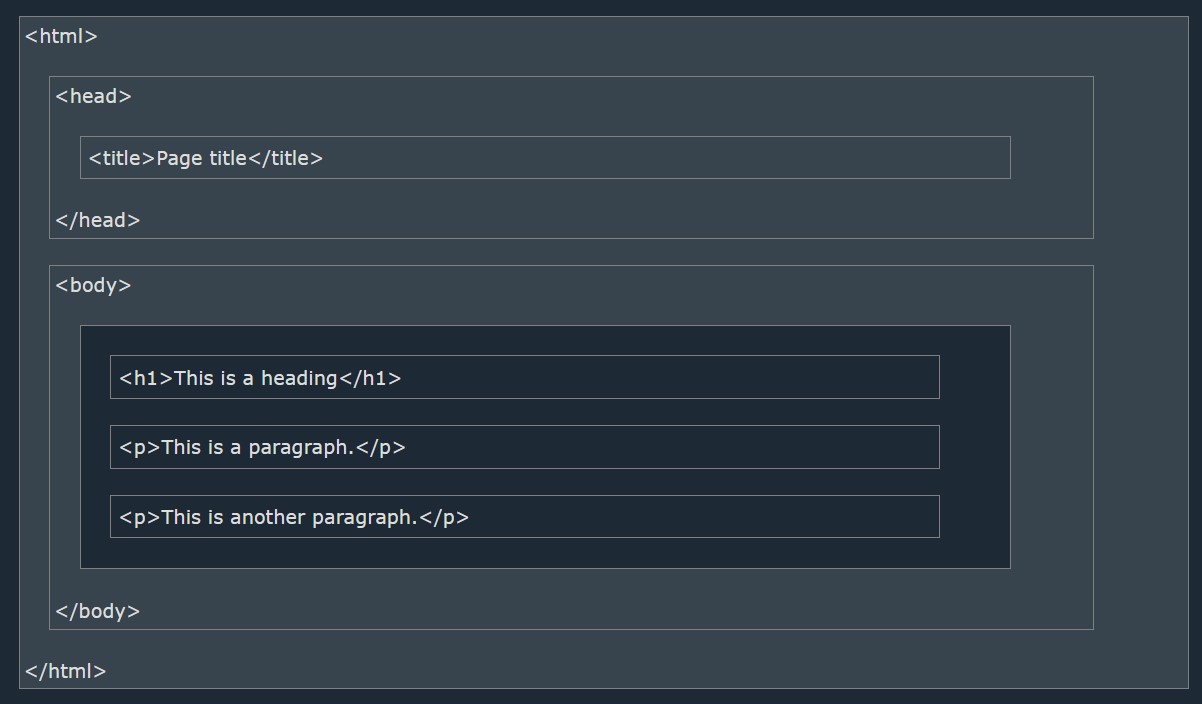 <html>
<head>
<title>Page title</title>
</head>
<body>
<h1>This is a heading</h1>
<p>This is a paragraph.</p>
<p>This is another paragraph.</p>
</body>
</html>